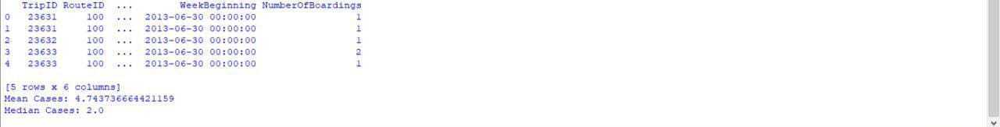 TripID RouteID ... WeekBeginning NumberOfBoardings
0 23631 100 ... 2013-06-30 00:00:00 1
1 23631 100 ... 2013-06-30 00:00:00 1
2 23632 100 ... 2013-06-30 00:00:00 1
3 23633 100 ... 2013-06-30 00:00:00 2
4 23633 100 ... 2013-06-30 00:00:00 1
[5 rows x 6 columns]
Mean Cases: 4.743736664421159
Median Cases: 2.0